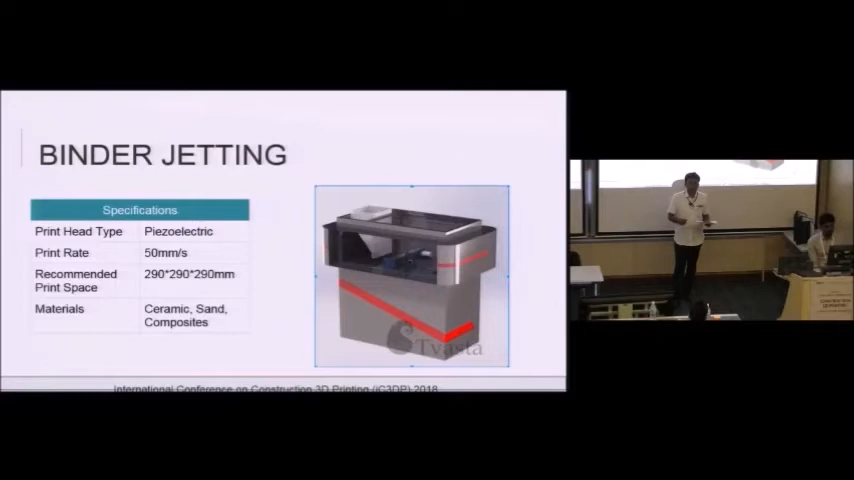 BINDER JETTING
Specifications
Print Head Type Piezoelectric
Print Rate 50mm/s
Recommended Print Space 290*290*290mm
Materials Ceramic, Sand, Composites
Tvasta
International Conference on Construction 3D Printing (iC3DP) 2018